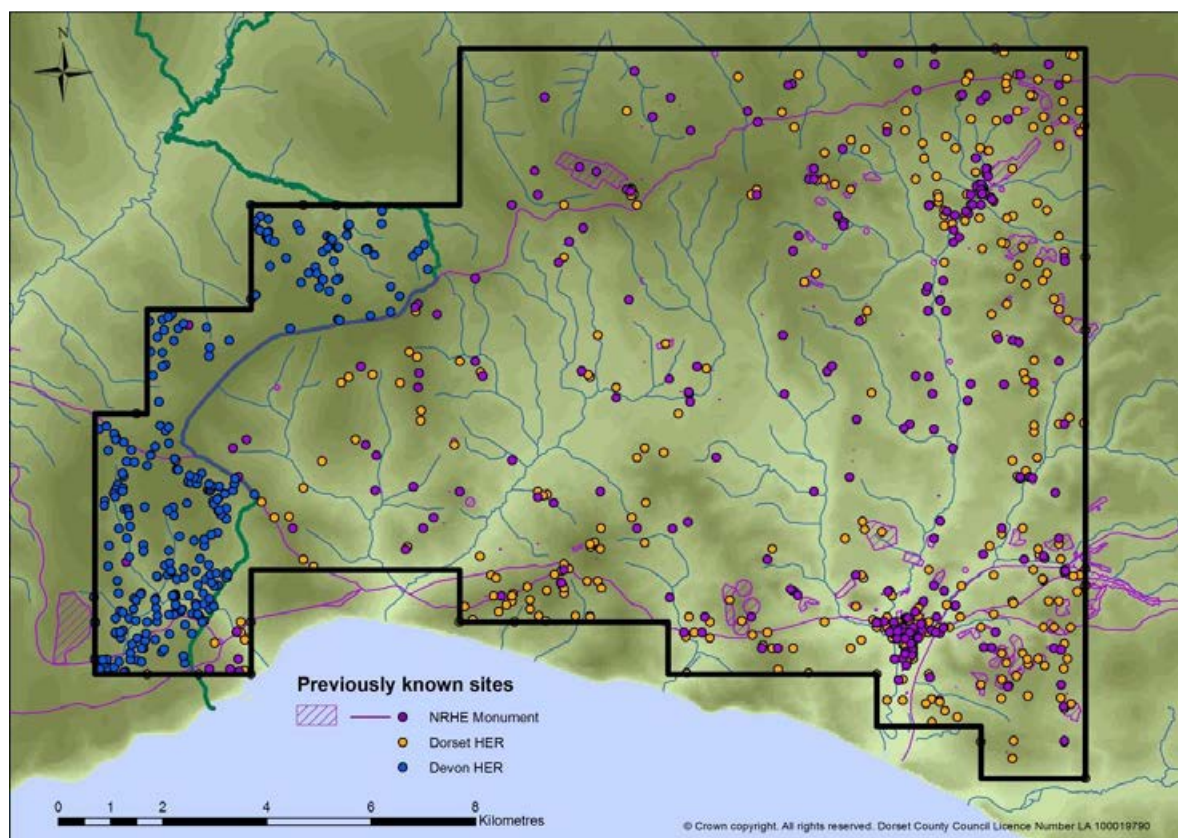 N
Previously known sites
NRHE Monument
Dorset HER
Devon HER
0 1 2 4 6 8
Kilometres
© Crown copyright. All rights reserved. Dorset County Council Licence Number LA 100019790